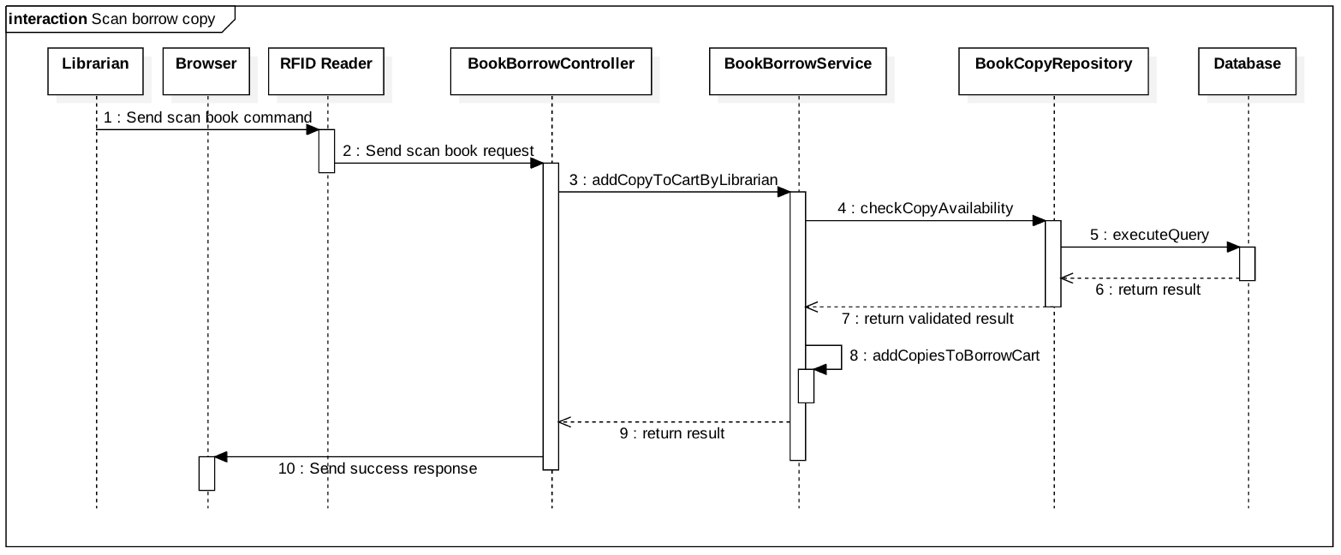 interaction Scan borrow copy
Librarian
Browser
RFID Reader
BookBorrowController
BookBorrowService
BookCopyRepository
Database
1 : Send scan book command
2 : Send scan book request
3 : addCopyToCartByLibrarian
4 : checkCopyAvailability
5 : executeQuery
6 : return result
7 : return validated result
8 : addCopiesToBorrowCart
9 : return result
10 : Send success response